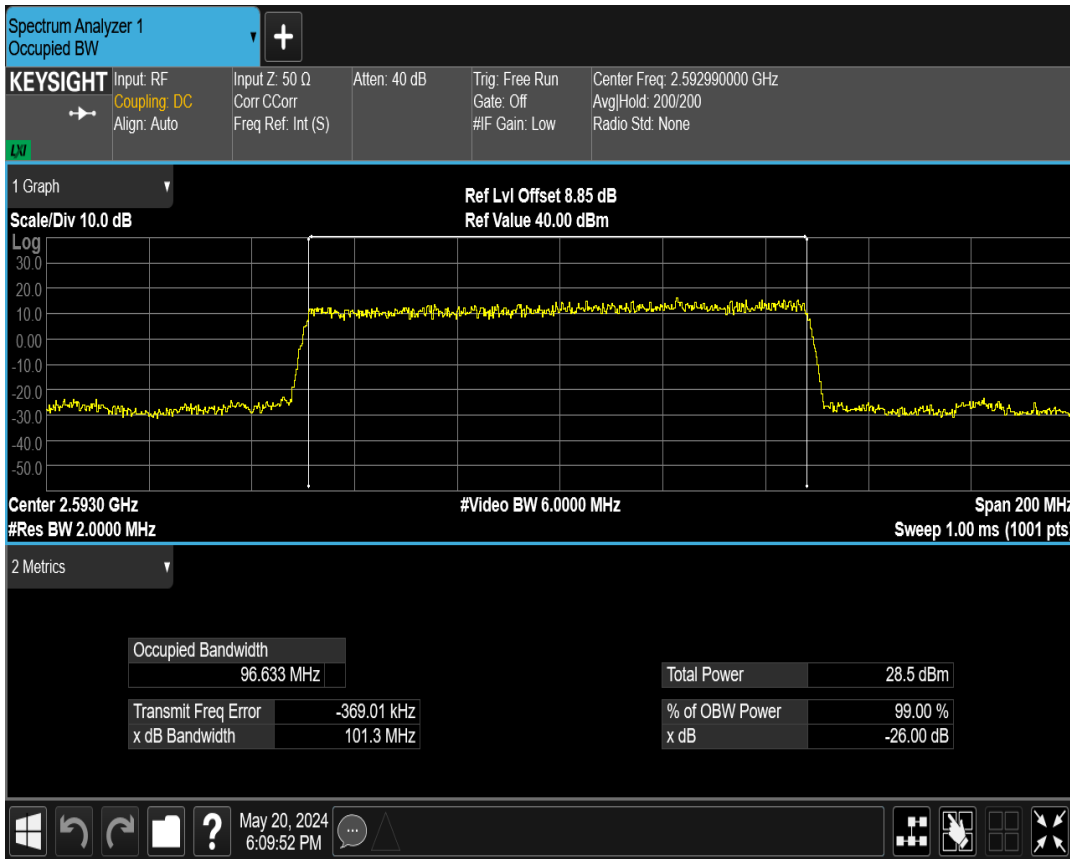 Spectrum Analyzer 1
Occupied BW
+
KEYSIGHT
LXI
Input: RF
Coupling: DC
Align: Auto
Input Z: 50 Ω
Corr CCorr
Freq Ref: Int (S)
Atten: 40 dB
Trig: Free Run
Gate: Off
#IF Gain: Low
Center Freq: 2.592990000 GHz
Avg|Hold: 200/200
Radio Std: None
1 Graph
Scale/Div 10.0 dB
Ref Lvl Offset 8.85 dB
Ref Value 40.00 dBm
Log
30.0
20.0
10.0
0.00
-10.0
-20.0
-30.0
-40.0
-50.0
Center 2.5930 GHz
#Video BW 6.0000 MHz
Span 200 MHz
#Res BW 2.0000 MHz
Sweep 1.00 ms (1001 pts)
2 Metrics
Occupied Bandwidth
96.633 MHz
Transmit Freq Error -369.01 kHz
x dB Bandwidth 101.3 MHz
Total Power 28.5 dBm
% of OBW Power 99.00 %
x dB -26.00 dB
?
May 20, 2024
6:09:52 PM